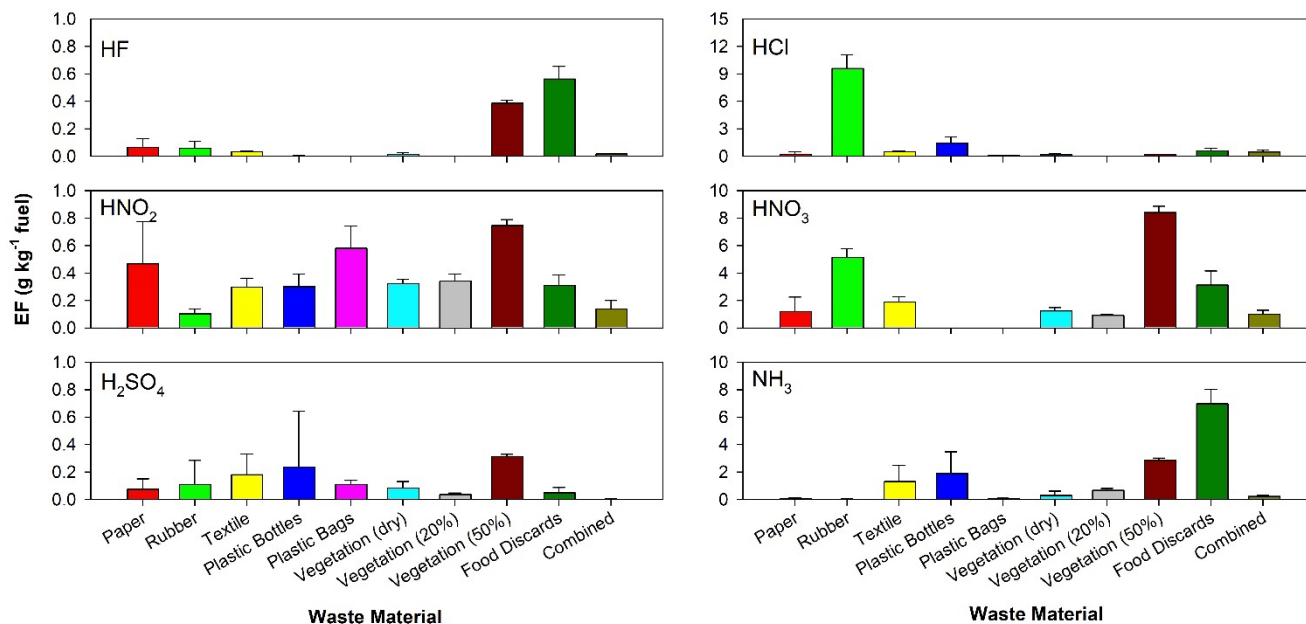 EF (g kg⁻¹ fuel)
HF
1.0
0.8
0.6
0.4
0.2
0.0
HNO₂
1.0
0.8
0.6
0.4
0.2
0.0
H₂SO₄
1.0
0.8
0.6
0.4
0.2
0.0
Paper
Rubber
Textile
Plastic Bottles
Plastic Bags
Vegetation (dry)
Vegetation (20%)
Vegetation (50%)
Food Discards
Combined
Waste Material
HCl
15
12
9
6
3
0
HNO₃
10
8
6
4
2
0
NH₃
10
8
6
4
2
0
Paper
Rubber
Textile
Plastic Bottles
Plastic Bags
Vegetation (dry)
Vegetation (20%)
Vegetation (50%)
Food Discards
Combined
Waste Material